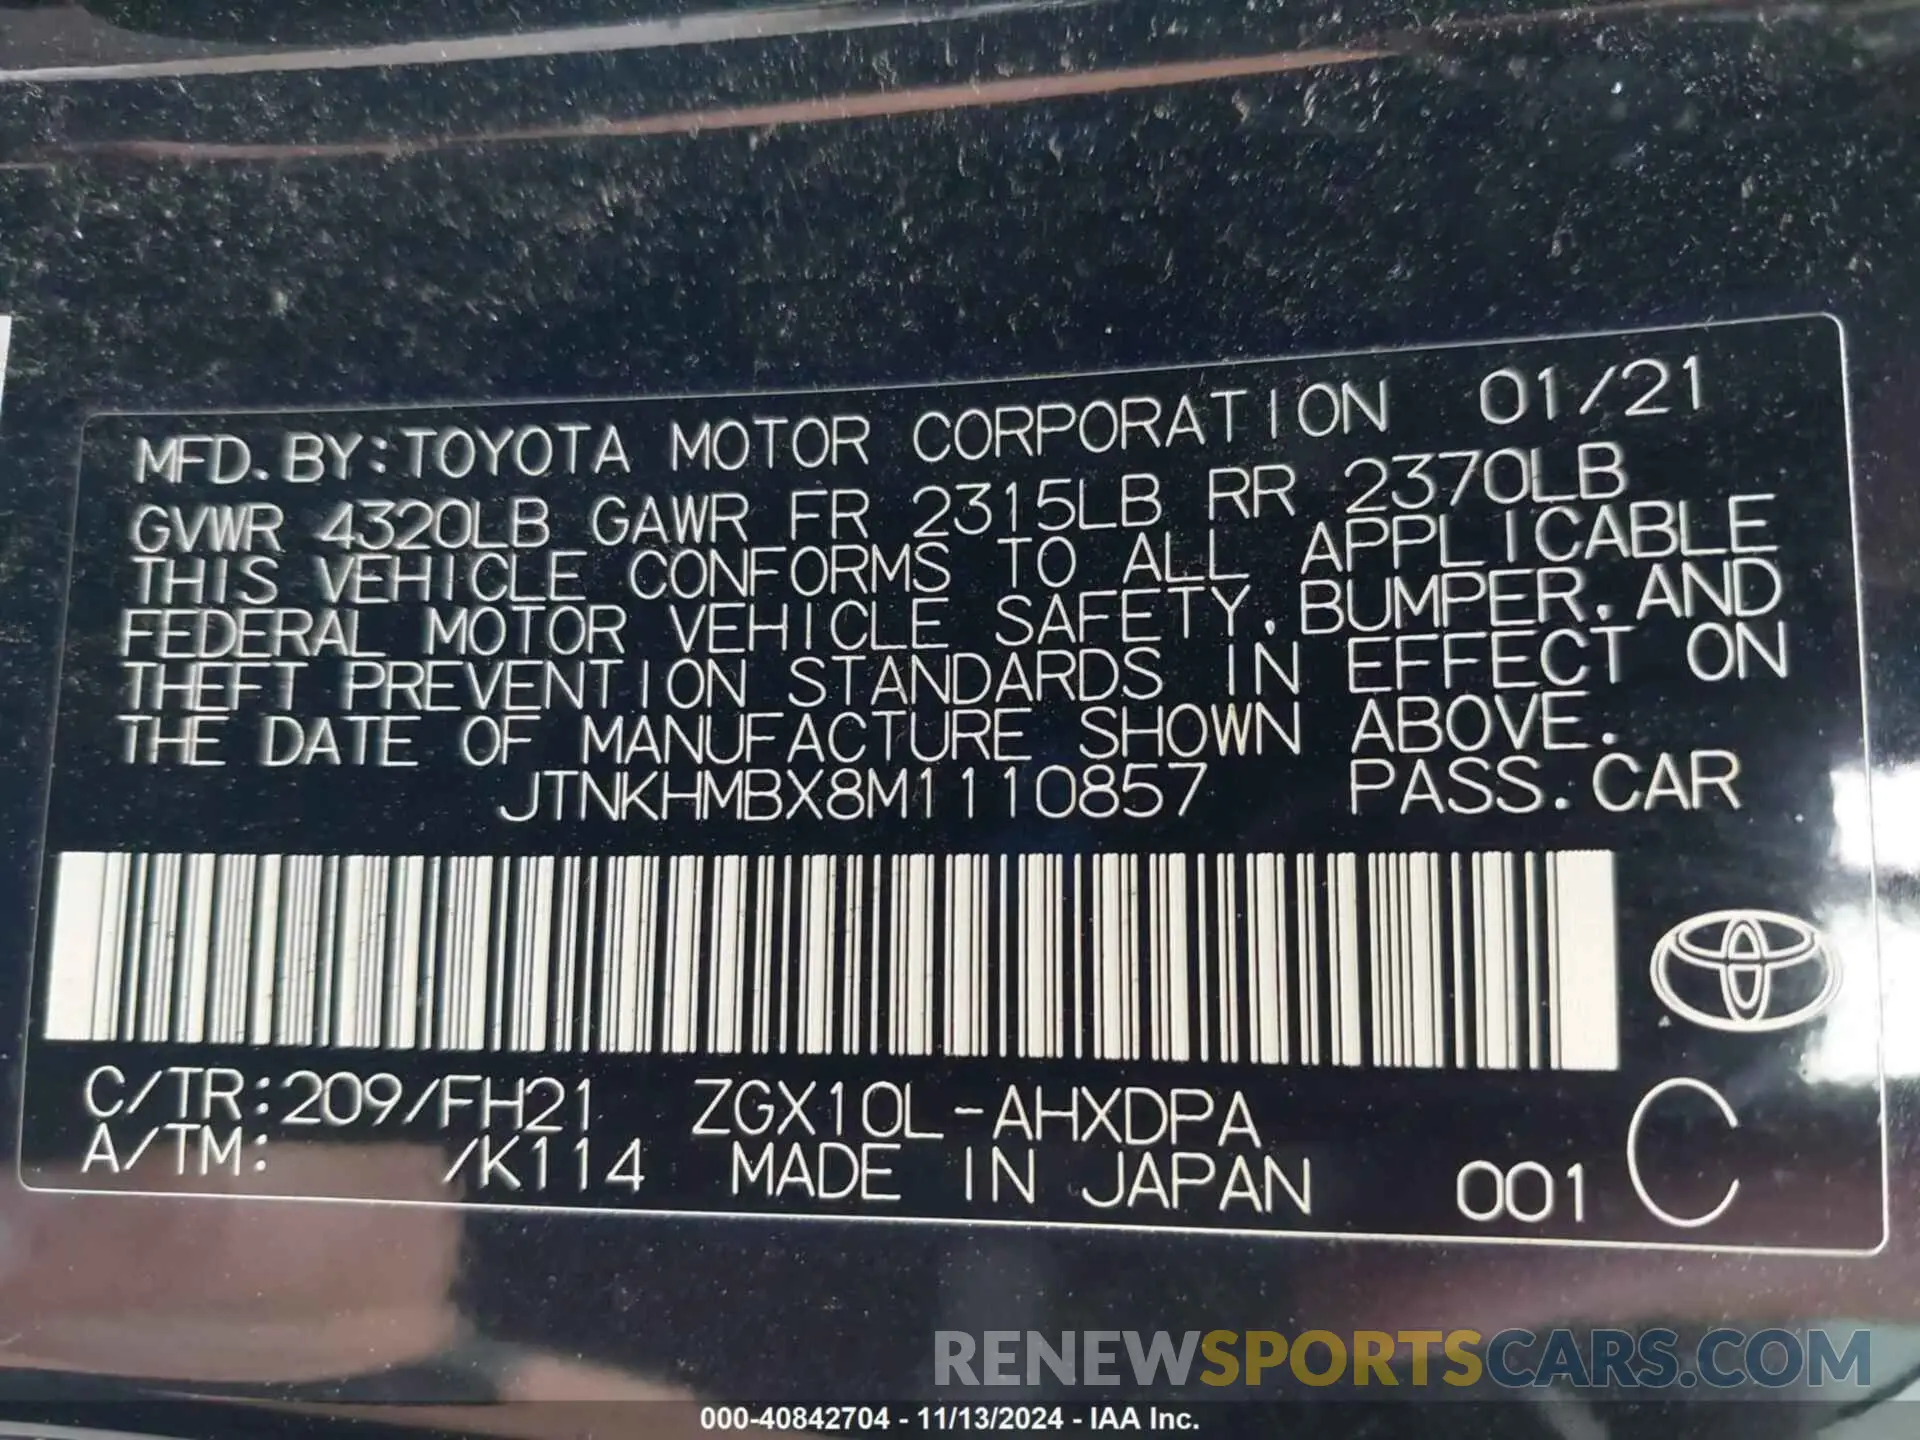 MFD. BY: TOYOTA MOTOR CORPORATION 01/21
GVWR 4320LB GAWR FR 2315LB RR 2370LB
THIS VEHICLE CONFORMS TO ALL APPLICABLE
FEDERAL MOTOR VEHICLE SAFETY, BUMPER, AND
THEFT PREVENTION STANDARDS IN EFFECT ON
THE DATE OF MANUFACTURE SHOWN ABOVE.
JTNKHMBX8M1110857 PASS. CAR
C/TR: 209/FH21 ZGX10L-AHXDPA
A/TM: /K114 MADE IN JAPAN 001 C
RENEWSPORTSCARS.COM
000-40842704 - 11/13/2024 - IAA Inc.